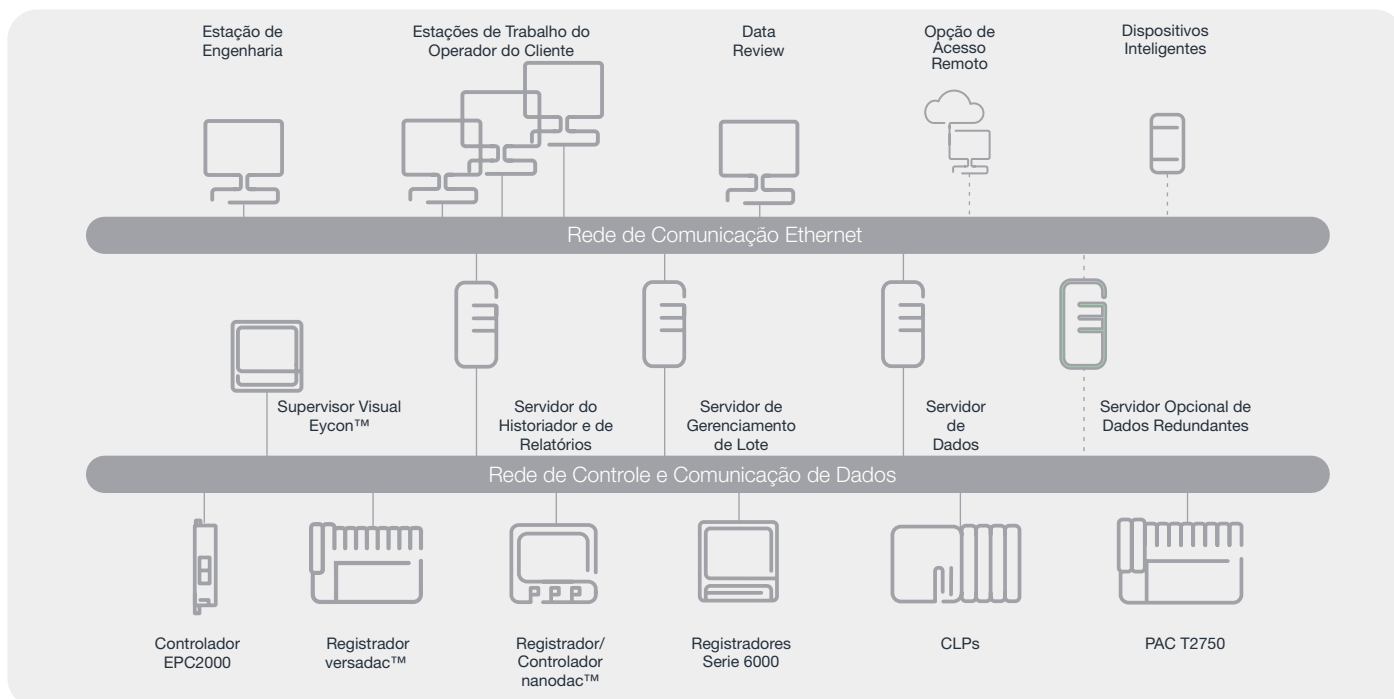 Estação de
Engenharia
Estações de Trabalho do
Operador do Cliente
Data
Review
Opção de
Acesso
Remoto
Dispositivos
Inteligentes
Rede de Comunicação Ethernet
Supervisor Visual
Eycon™
Servidor do
Historiador e de
Relatórios
Servidor de
Gerenciamento
de Lote
Servidor
de
Dados
Servidor Opcional de
Dados Redundantes
Rede de Controle e Comunicação de Dados
Controlador
EPC2000
Registrador
versadac™
Registrador/
Controlador
nanodac™
Registradores
Serie 6000
CLPs
PAC T2750